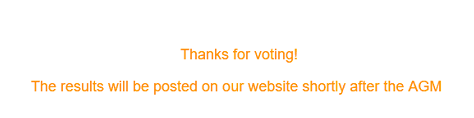 Thanks for voting!
The results will be posted on our website shortly after the AGM